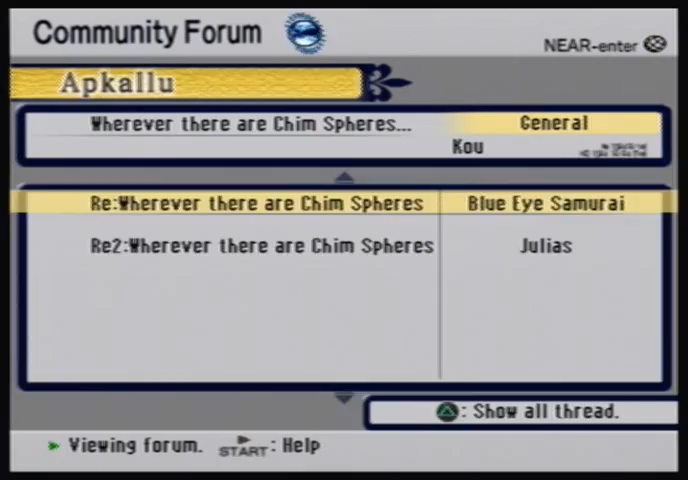 Community Forum
NEAR-enter
Apkallu
Wherever there are Chim Spheres... General
Kou
Re:Wherever there are Chim Spheres Blue Eye Samurai
Re2:Wherever there are Chim Spheres Julias
: Show all thread.
Viewing forum. START: Help